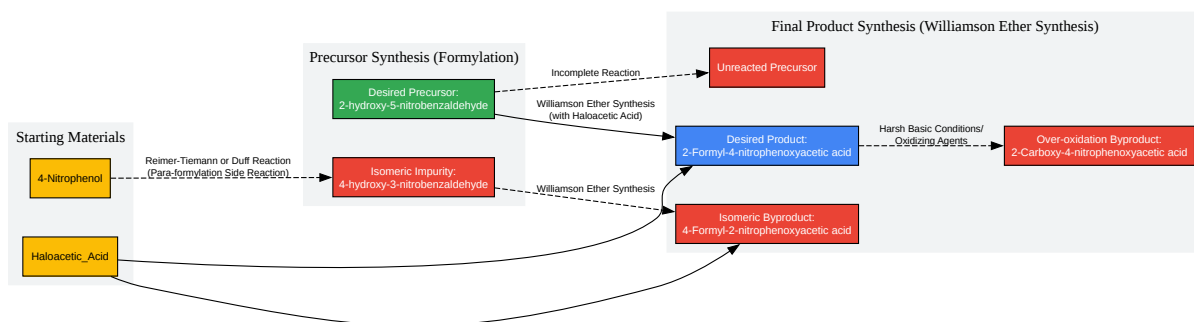 Final Product Synthesis (Williamson Ether Synthesis)
Precursor Synthesis (Formylation)
Unreacted Precursor
Incomplete Reaction
Desired Precursor:
2-hydroxy-5-nitrobenzaldehyde
Williamson Ether Synthesis
(with Haloacetic Acid)
Starting Materials
Desired Product:
2-Formyl-4-nitrophenoxyacetic acid
Harsh Basic Conditions/
Oxidizing Agents
Over-oxidation Byproduct:
2-Carboxy-4-nitrophenoxyacetic acid
4-Nitrophenol
Reimer-Tiemann or Duff Reaction
(Para-formylation Side Reaction)
Isomeric Impurity:
4-hydroxy-3-nitrobenzaldehyde
Williamson Ether Synthesis
Isomeric Byproduct:
4-Formyl-2-nitrophenoxyacetic acid
Haloacetic_Acid